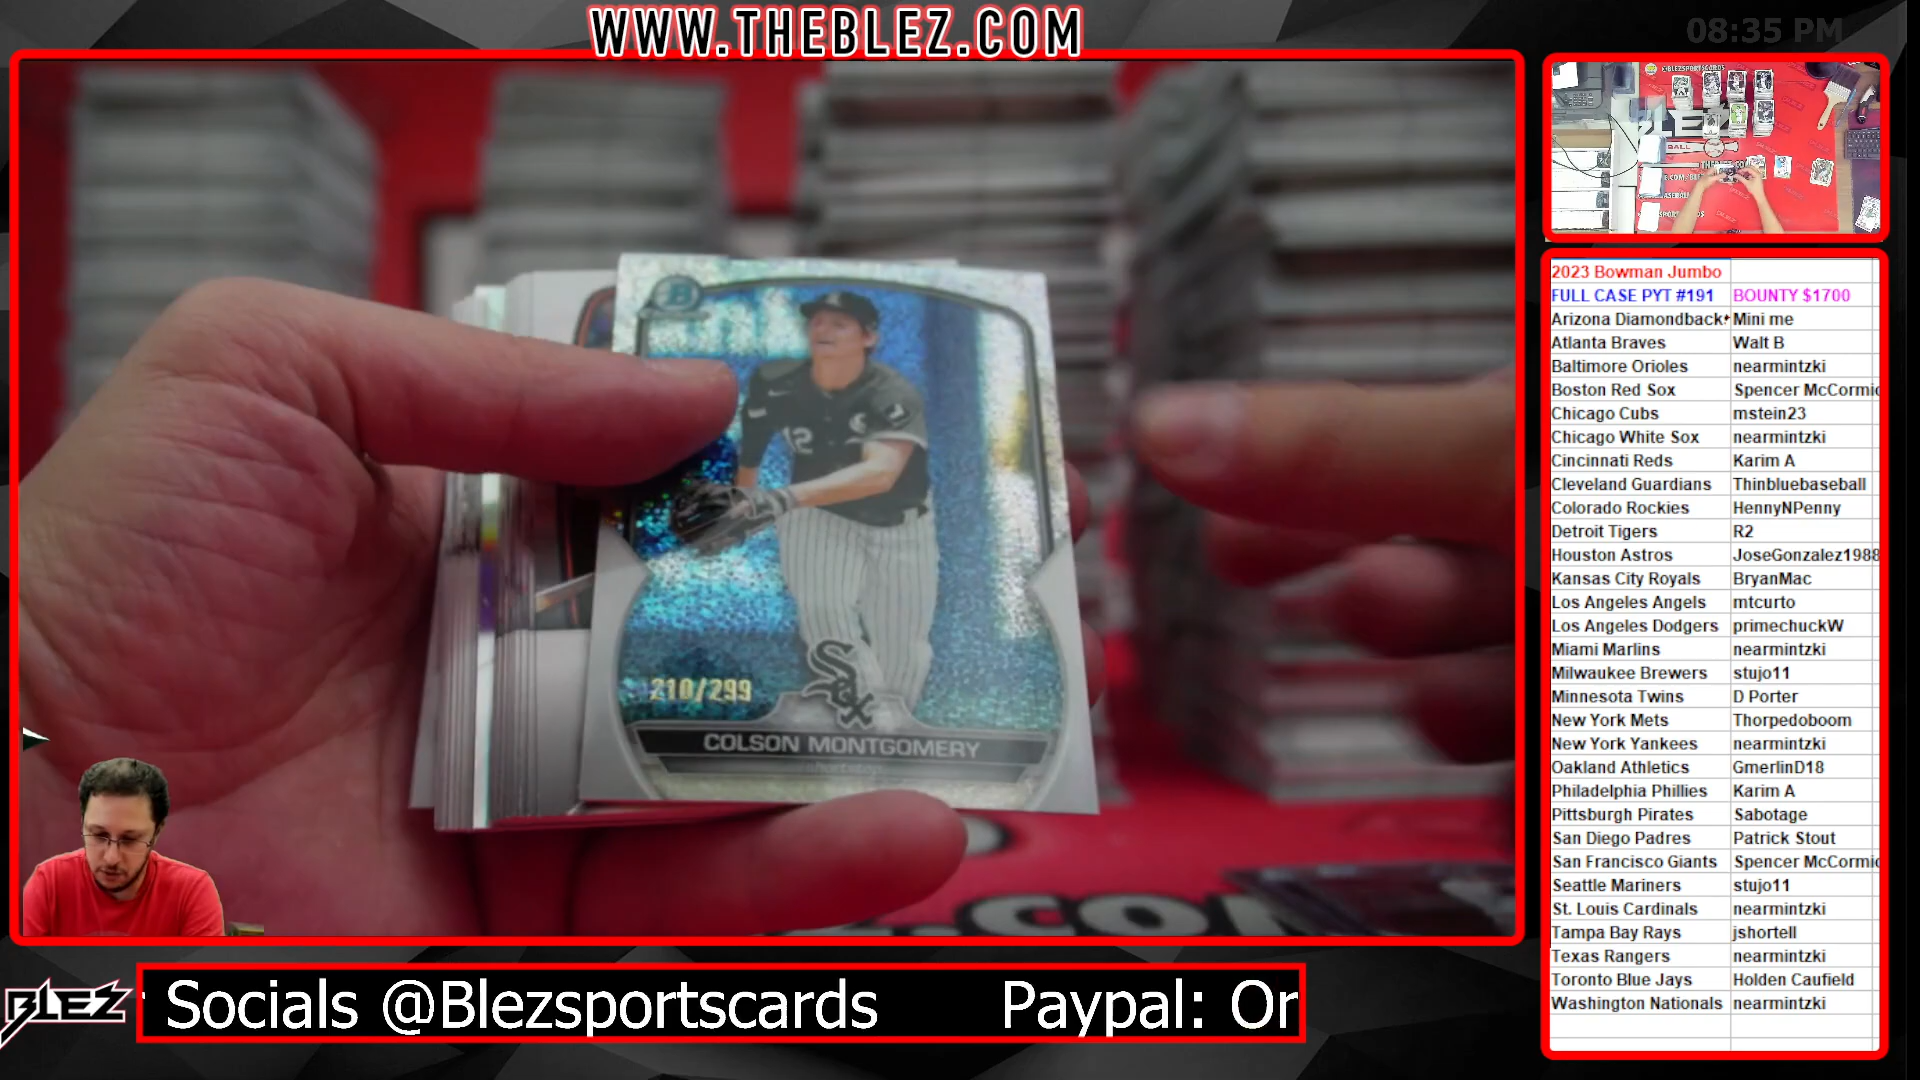 WWW.THEBLEZ.COM
08:35 PM
@BLEZSPORTSCARDS
2023 Bowman Jumbo
FULL CASE PYT #191 BOUNTY $1700
Arizona Diamondback Mini me
Atlanta Braves Walt B
Baltimore Orioles nearmintzki
Boston Red Sox Spencer McCormic
Chicago Cubs mstein23
Chicago White Sox nearmintzki
Cincinnati Reds Karim A
Cleveland Guardians Thinbluebaseball
Colorado Rockies HennyNPenny
Detroit Tigers R2
Houston Astros JoseGonzalez1988
Kansas City Royals BryanMac
Los Angeles Angels mtcurto
Los Angeles Dodgers primechuckW
Miami Marlins nearmintzki
Milwaukee Brewers stujo11
Minnesota Twins D Porter
New York Mets Thorpedoboom
New York Yankees nearmintzki
Oakland Athletics GmerlinD18
Philadelphia Phillies Karim A
Pittsburgh Pirates Sabotage
San Diego Padres Patrick Stout
San Francisco Giants Spencer McCormic
Seattle Mariners stujo11
St. Louis Cardinals nearmintzki
Tampa Bay Rays jshortell
Texas Rangers nearmintzki
Toronto Blue Jays Holden Caufield
Washington Nationals nearmintzki
B
12
210/299
Sox
COLSON MONTGOMERY
shortstop
.COM
BLEZ
Socials @Blezsportscards Paypal: Or